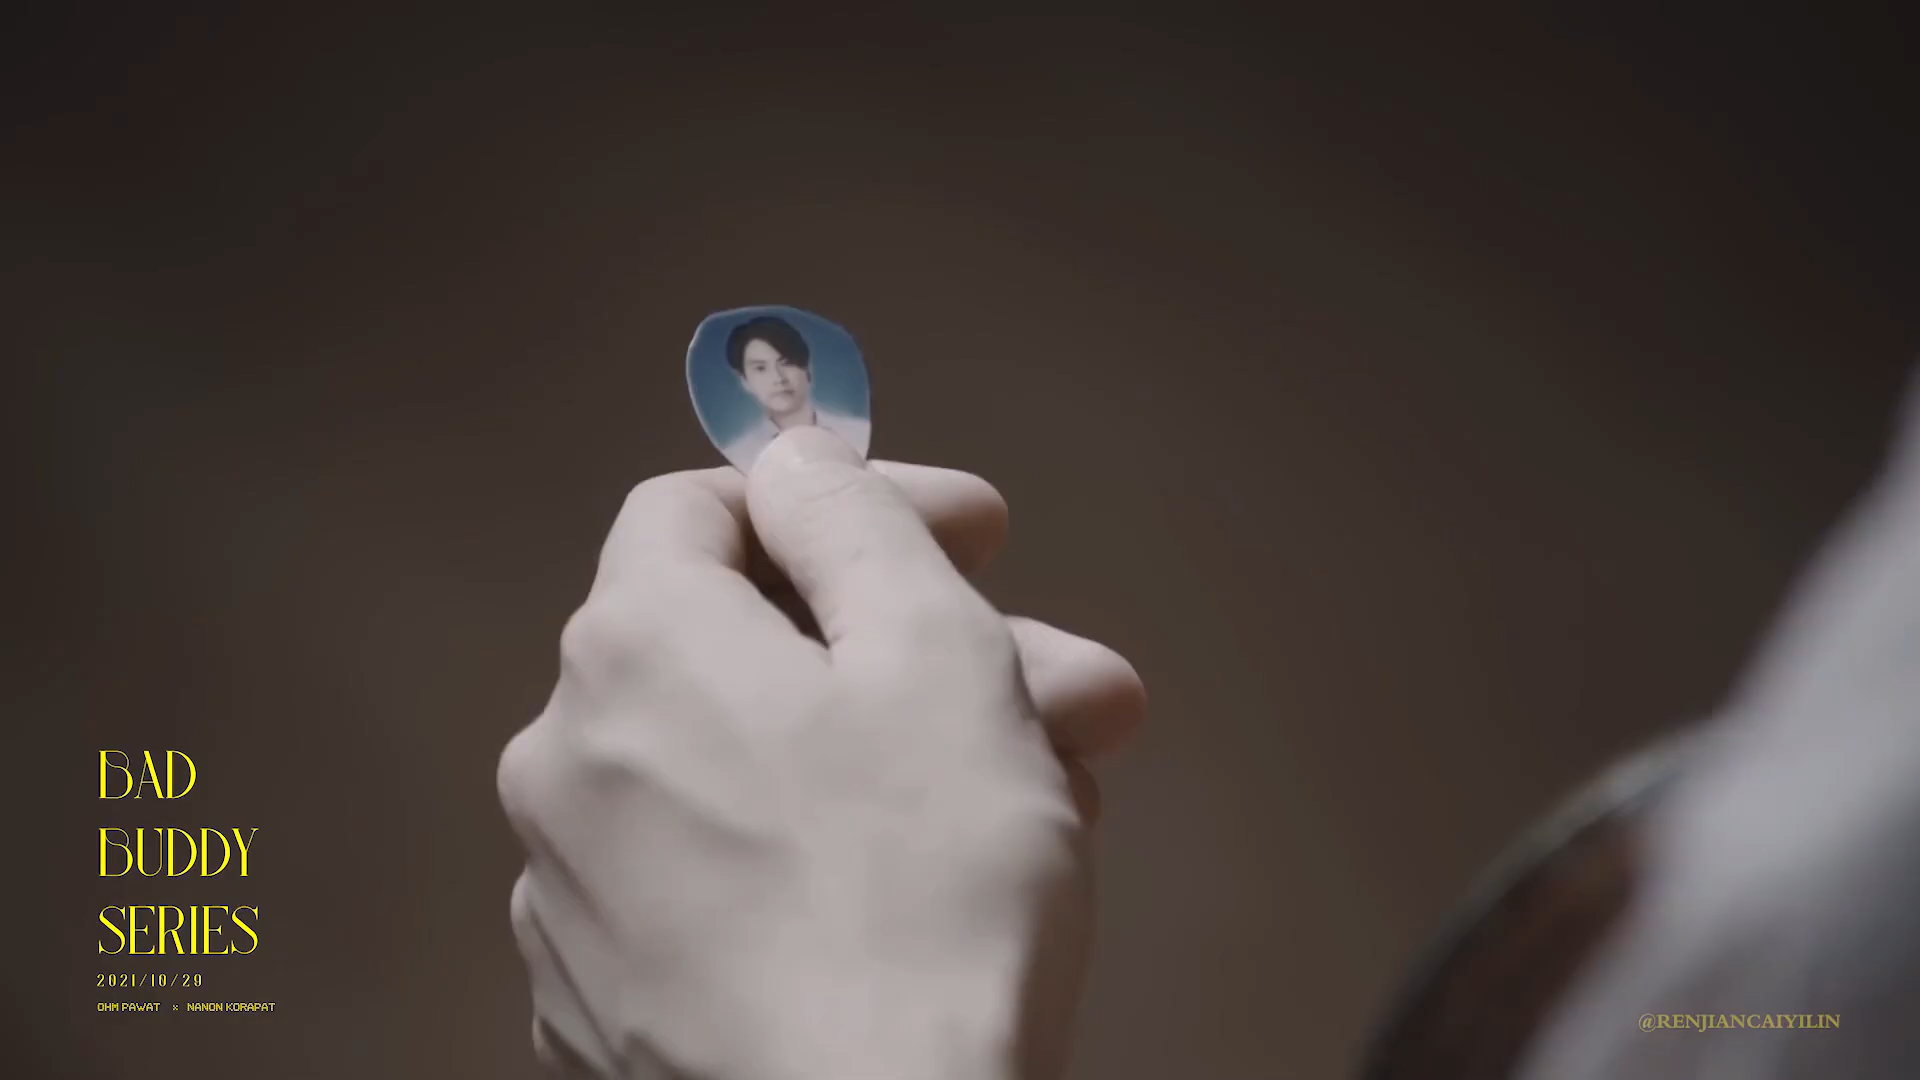 BAD
BUDDY
SERIES
2021/10/29
OHM PAWAT × NANON KORAPAT
@RENJIANCAIYILIN